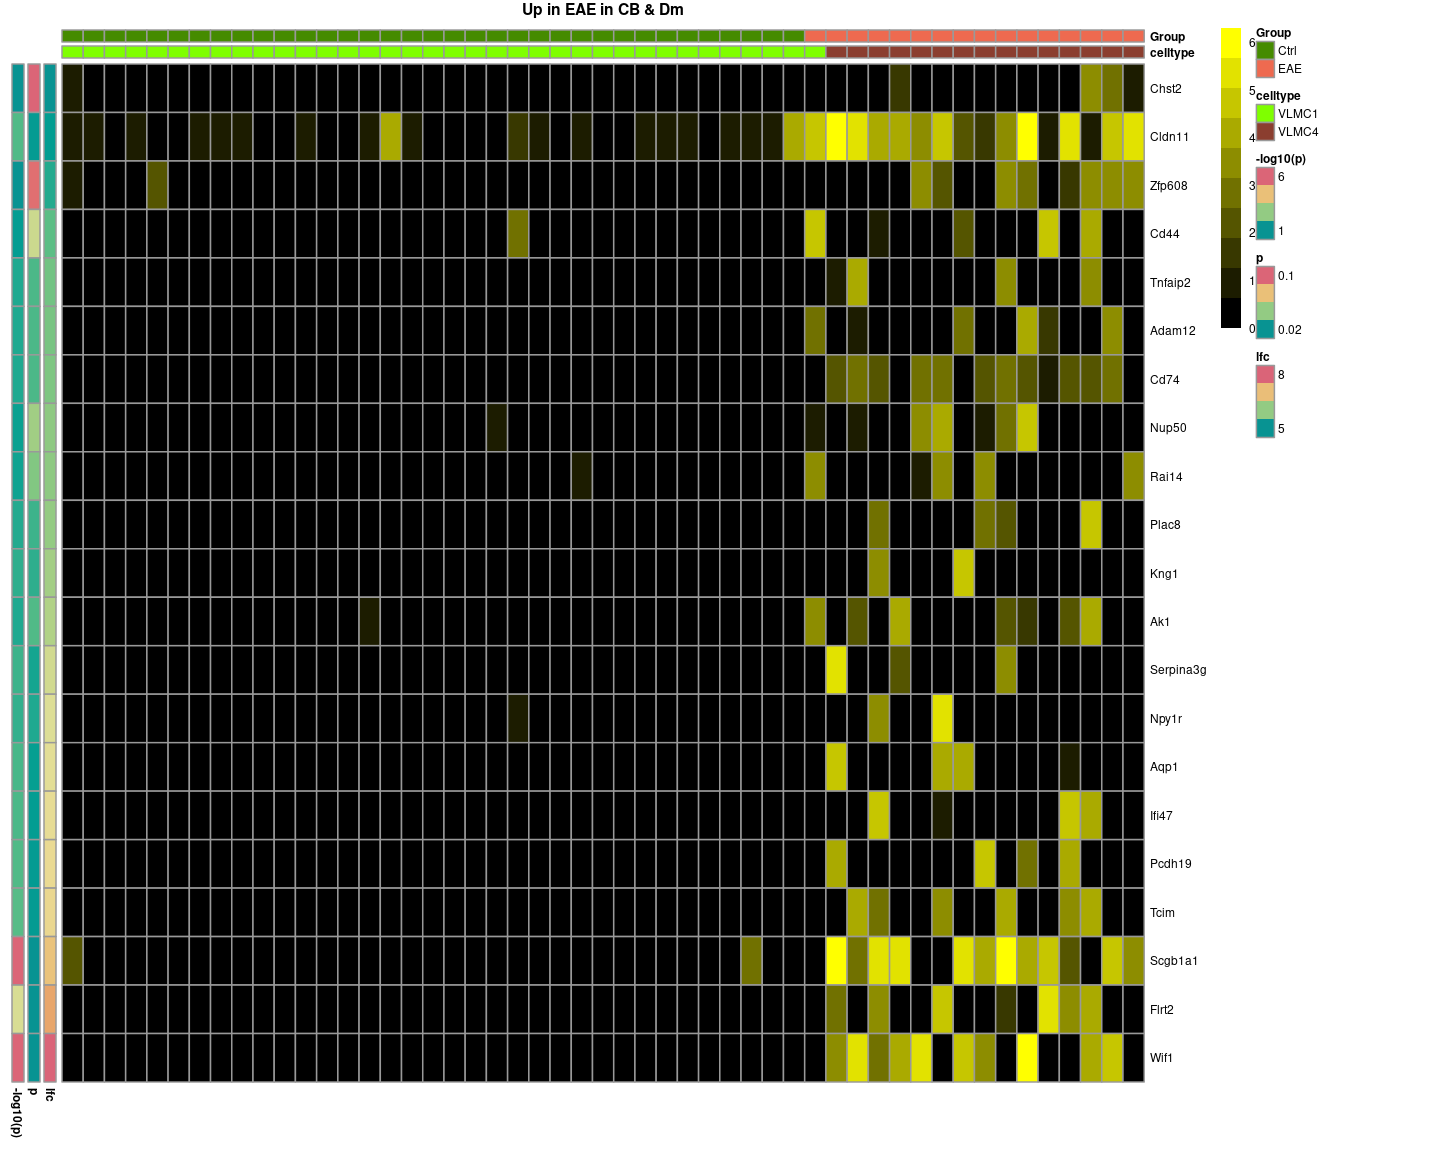 Up in EAE in CB & Dm
Group
celltype
Chst2
Cldn11
Zfp608
Cd44
Tnfaip2
Adam12
Cd74
Nup50
Rai14
Plac8
Kng1
Ak1
Serpina3g
Npy1r
Aqp1
Ifi47
Pcdh19
Tcim
Scgb1a1
Flrt2
Wif1
-log10(p)
p
lfc
6
5
4
3
2
1
0
Group
Ctrl
EAE
celltype
VLMC1
VLMC4
-log10(p)
6
1
p
0.1
0.02
lfc
8
5